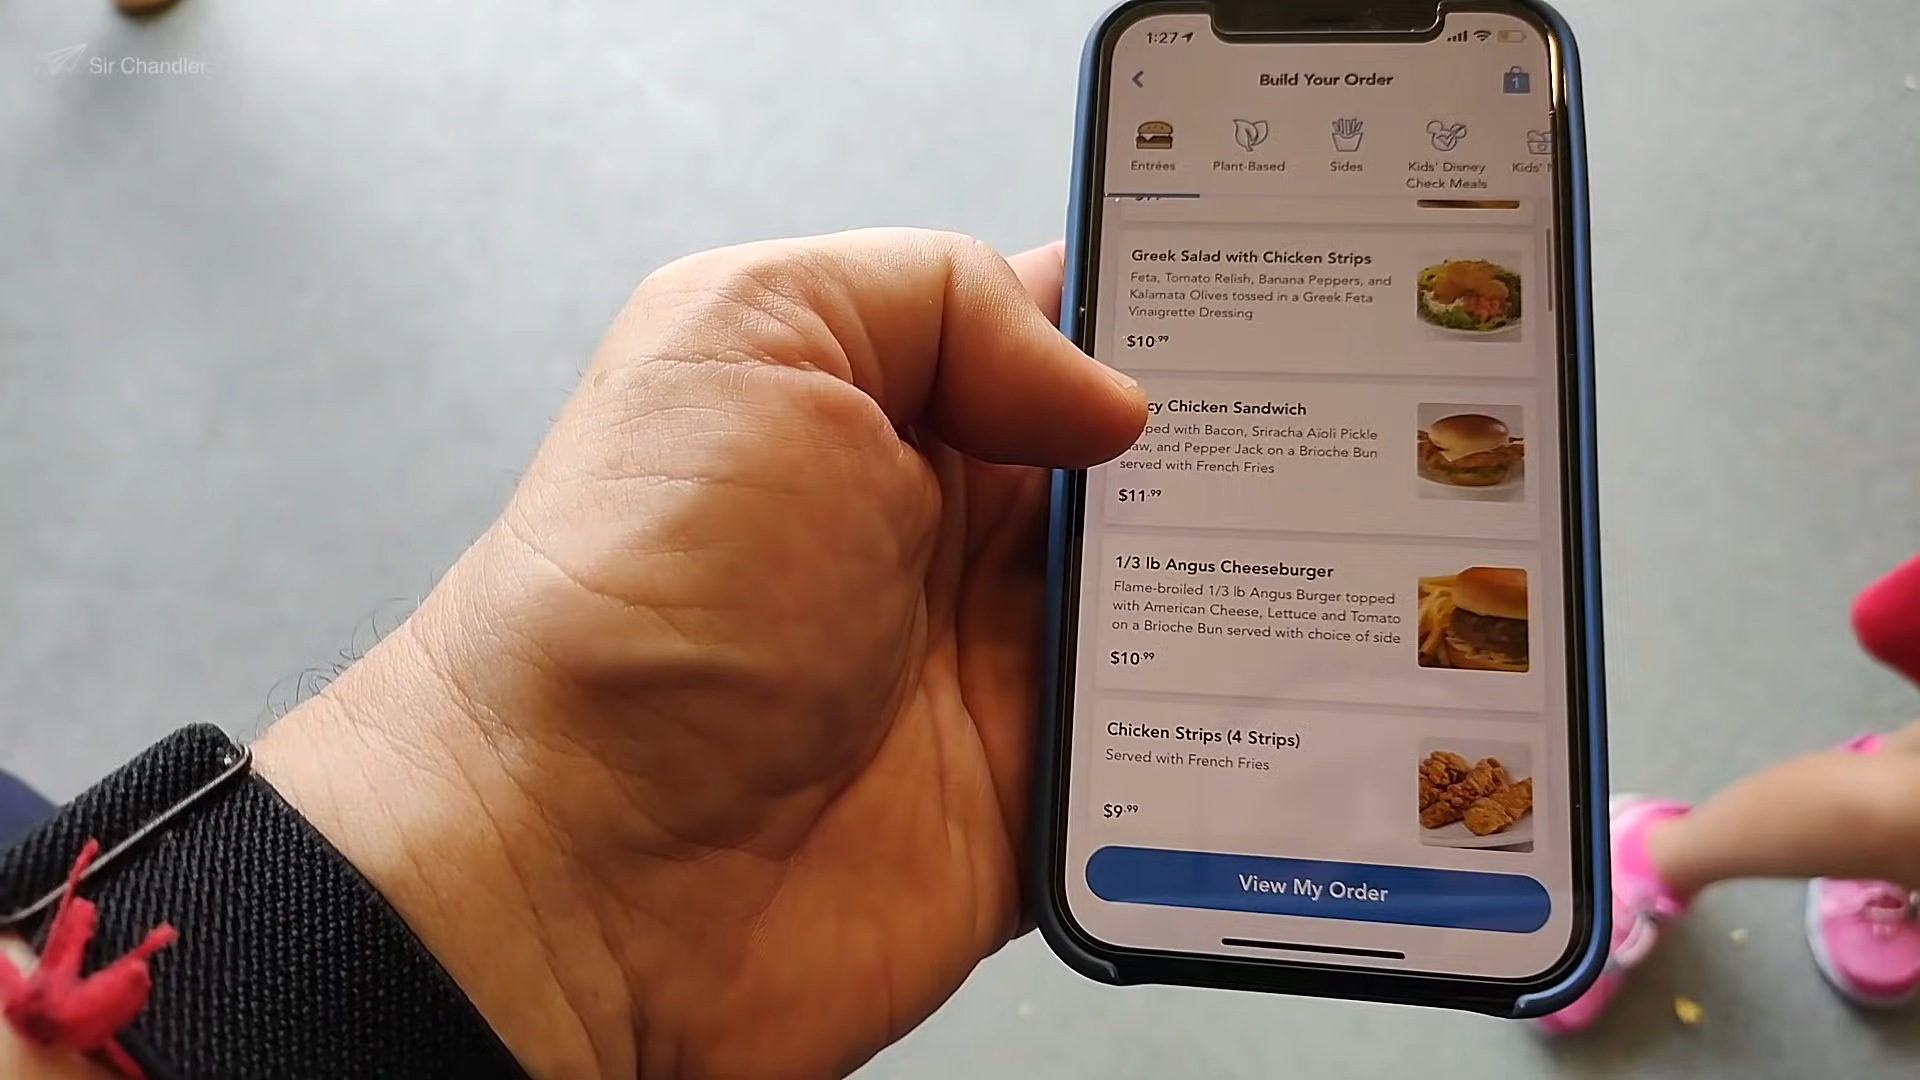 Sir Chandler
1:27
Build Your Order
1
Entrées
Plant-Based
Sides
Kids' Disney
Check Meals
Kids'
Greek Salad with Chicken Strips
Feta, Tomato Relish, Banana Peppers, and
Kalamata Olives tossed in a Greek Feta
Vinaigrette Dressing
$10.99
cy Chicken Sandwich
ped with Bacon, Sriracha Aïoli Pickle
aw, and Pepper Jack on a Brioche Bun
served with French Fries
$11.99
1/3 lb Angus Cheeseburger
Flame-broiled 1/3 lb Angus Burger topped
with American Cheese, Lettuce and Tomato
on a Brioche Bun served with choice of side
$10.99
Chicken Strips (4 Strips)
Served with French Fries
$9.99
View My Order